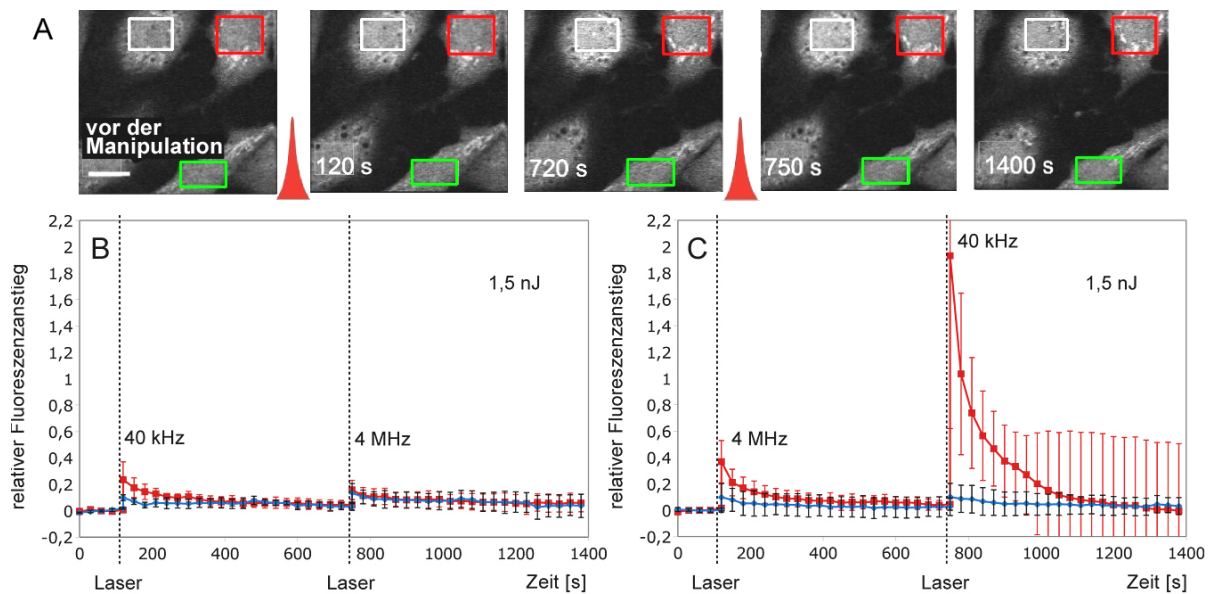 A
vor der
Manipulation
120 s
720 s
750 s
1400 s
B
relativer Fluoreszenzanstieg
2,2
2
1,8
1,6
1,4
1,2
1
0,8
0,6
0,4
0,2
0
-0,2
1,5 nJ
40 kHz
4 MHz
0 200 400 600 800 1000 1200 1400
Laser Laser Zeit [s]
C
relativer Fluoreszenzanstieg
2,2
2
1,8
1,6
1,4
1,2
1
0,8
0,6
0,4
0,2
0
-0,2
40 kHz
1,5 nJ
4 MHz
0 200 400 600 800 1000 1200 1400
Laser Laser Zeit [s]